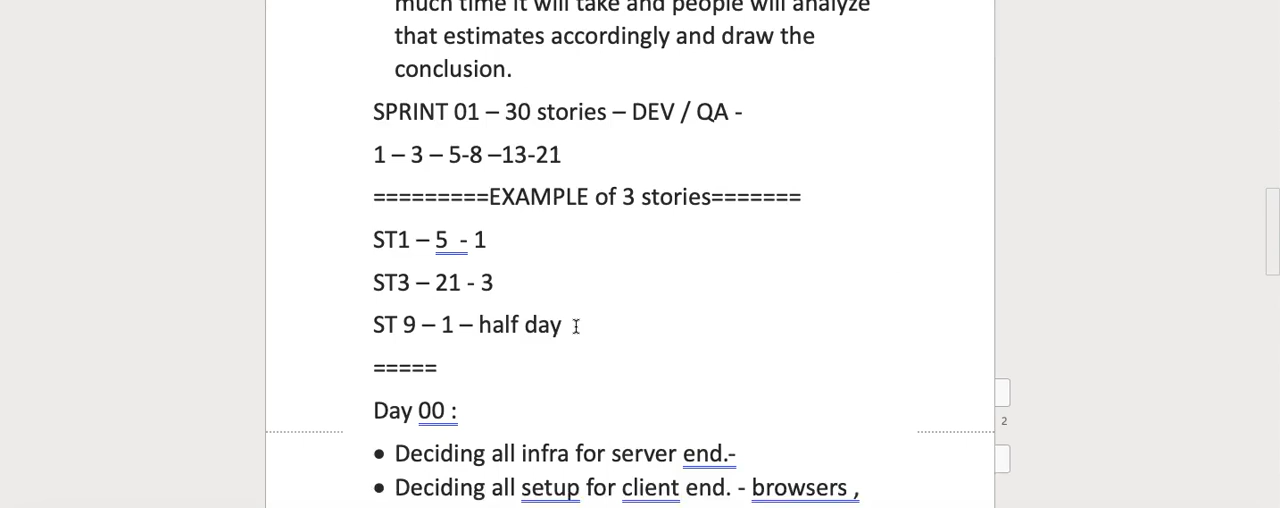 much time it will take and people will analyze
that estimates accordingly and draw the
conclusion.
SPRINT 01 – 30 stories – DEV / QA -
1 – 3 – 5-8 –13-21
=========EXAMPLE of 3 stories=======
ST1 – 5  - 1
ST3 – 21 - 3
ST 9 – 1 – half day
=====
Day 00 :
2
• Deciding all infra for server end.-
• Deciding all setup for client end. - browsers ,